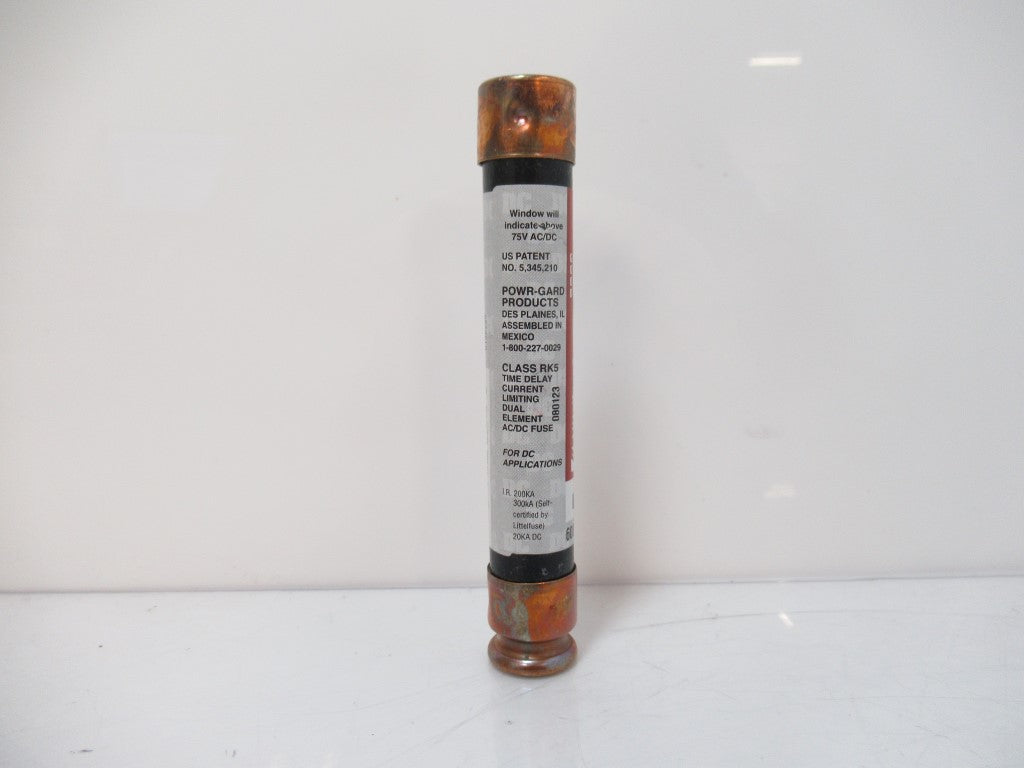 Window will
indicate above
75V AC/DC
US PATENT
NO. 5,345,210
POWR-GARD
PRODUCTS
DES PLAINES, IL
ASSEMBLED IN
MEXICO
1-800-227-0029
CLASS RK5
TIME DELAY
CURRENT
LIMITING
DUAL
ELEMENT
AC/DC FUSE
080123
FOR DC
APPLICATIONS
I.R. 200KA
300kA (Self-
certified by
Littelfuse)
20KA DC